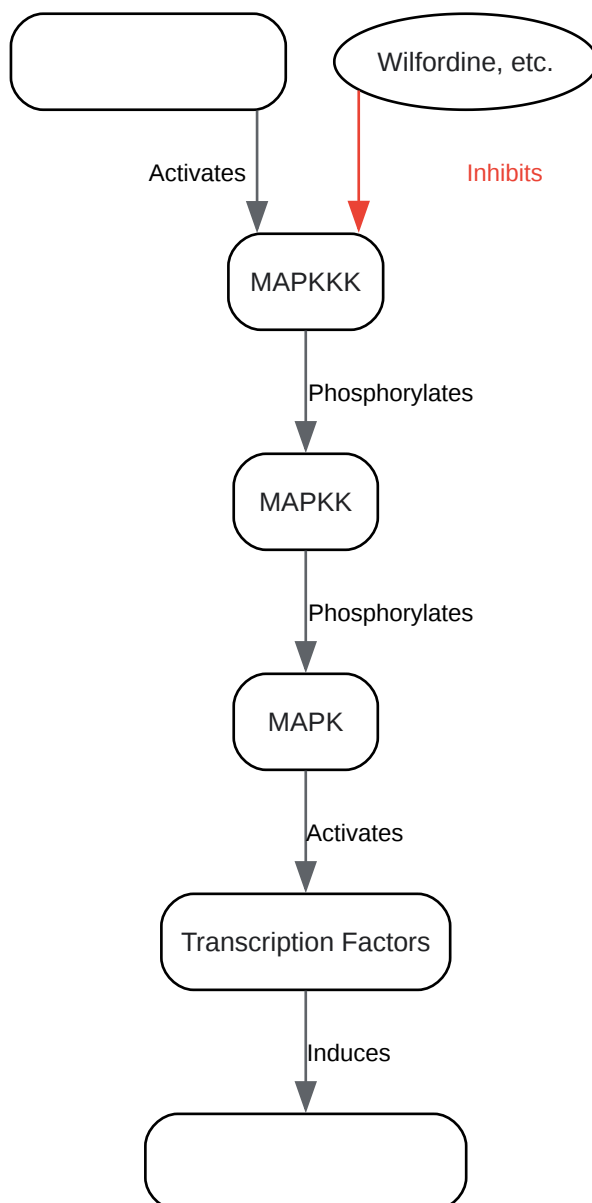 Wilfordine, etc.
Activates
Inhibits
MAPKKK
Phosphorylates
MAPKK
Phosphorylates
MAPK
Activates
Transcription Factors
Induces